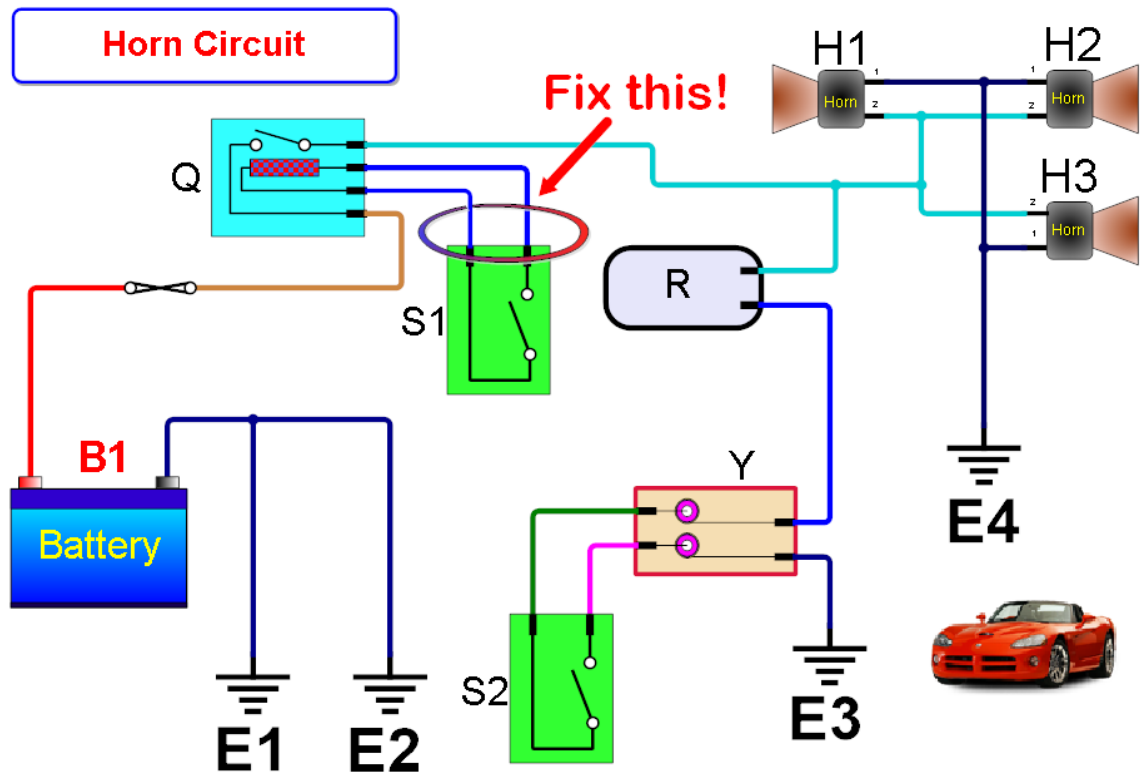 Horn Circuit
Fix this!
H1
H2
1
2
Horn
1
2
Horn
H3
2
1
Horn
Q
S1
R
B1
Battery
Y
E4
S2
E1
E2
E3